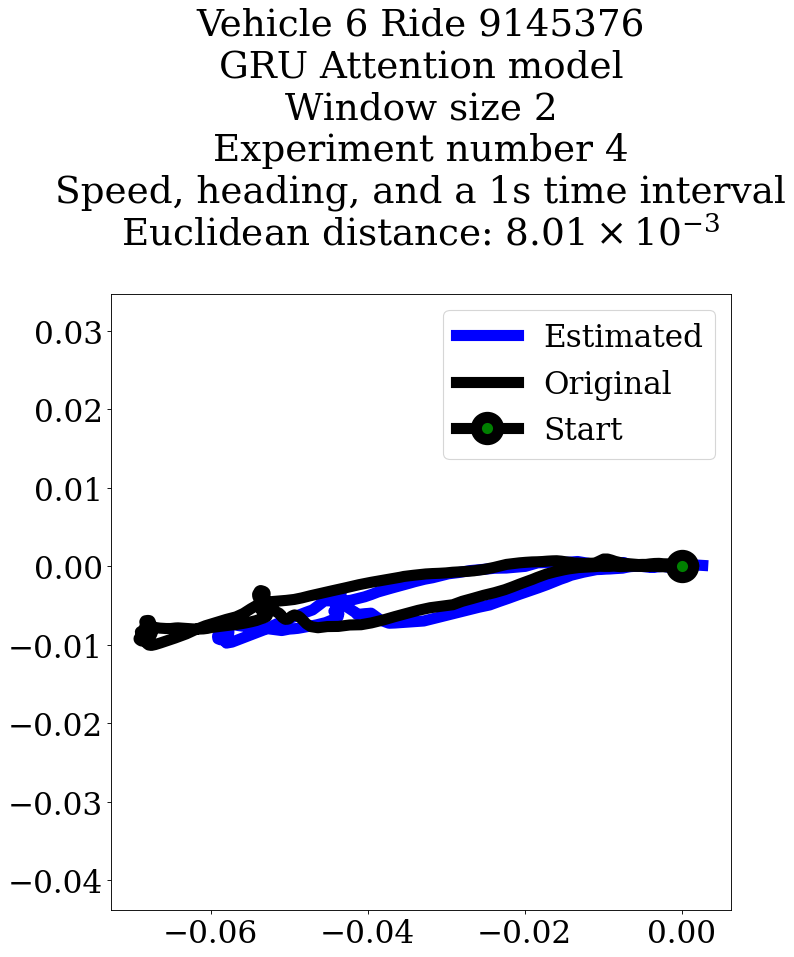 Vehicle 6 Ride 9145376
GRU Attention model
Window size 2
Experiment number 4
Speed, heading, and a 1s time interval
Euclidean distance: 8.01 × 10⁻³
Estimated
Original
Start
0.03
0.02
0.01
0.00
−0.01
−0.02
−0.03
−0.04
−0.06
−0.04
−0.02
0.00